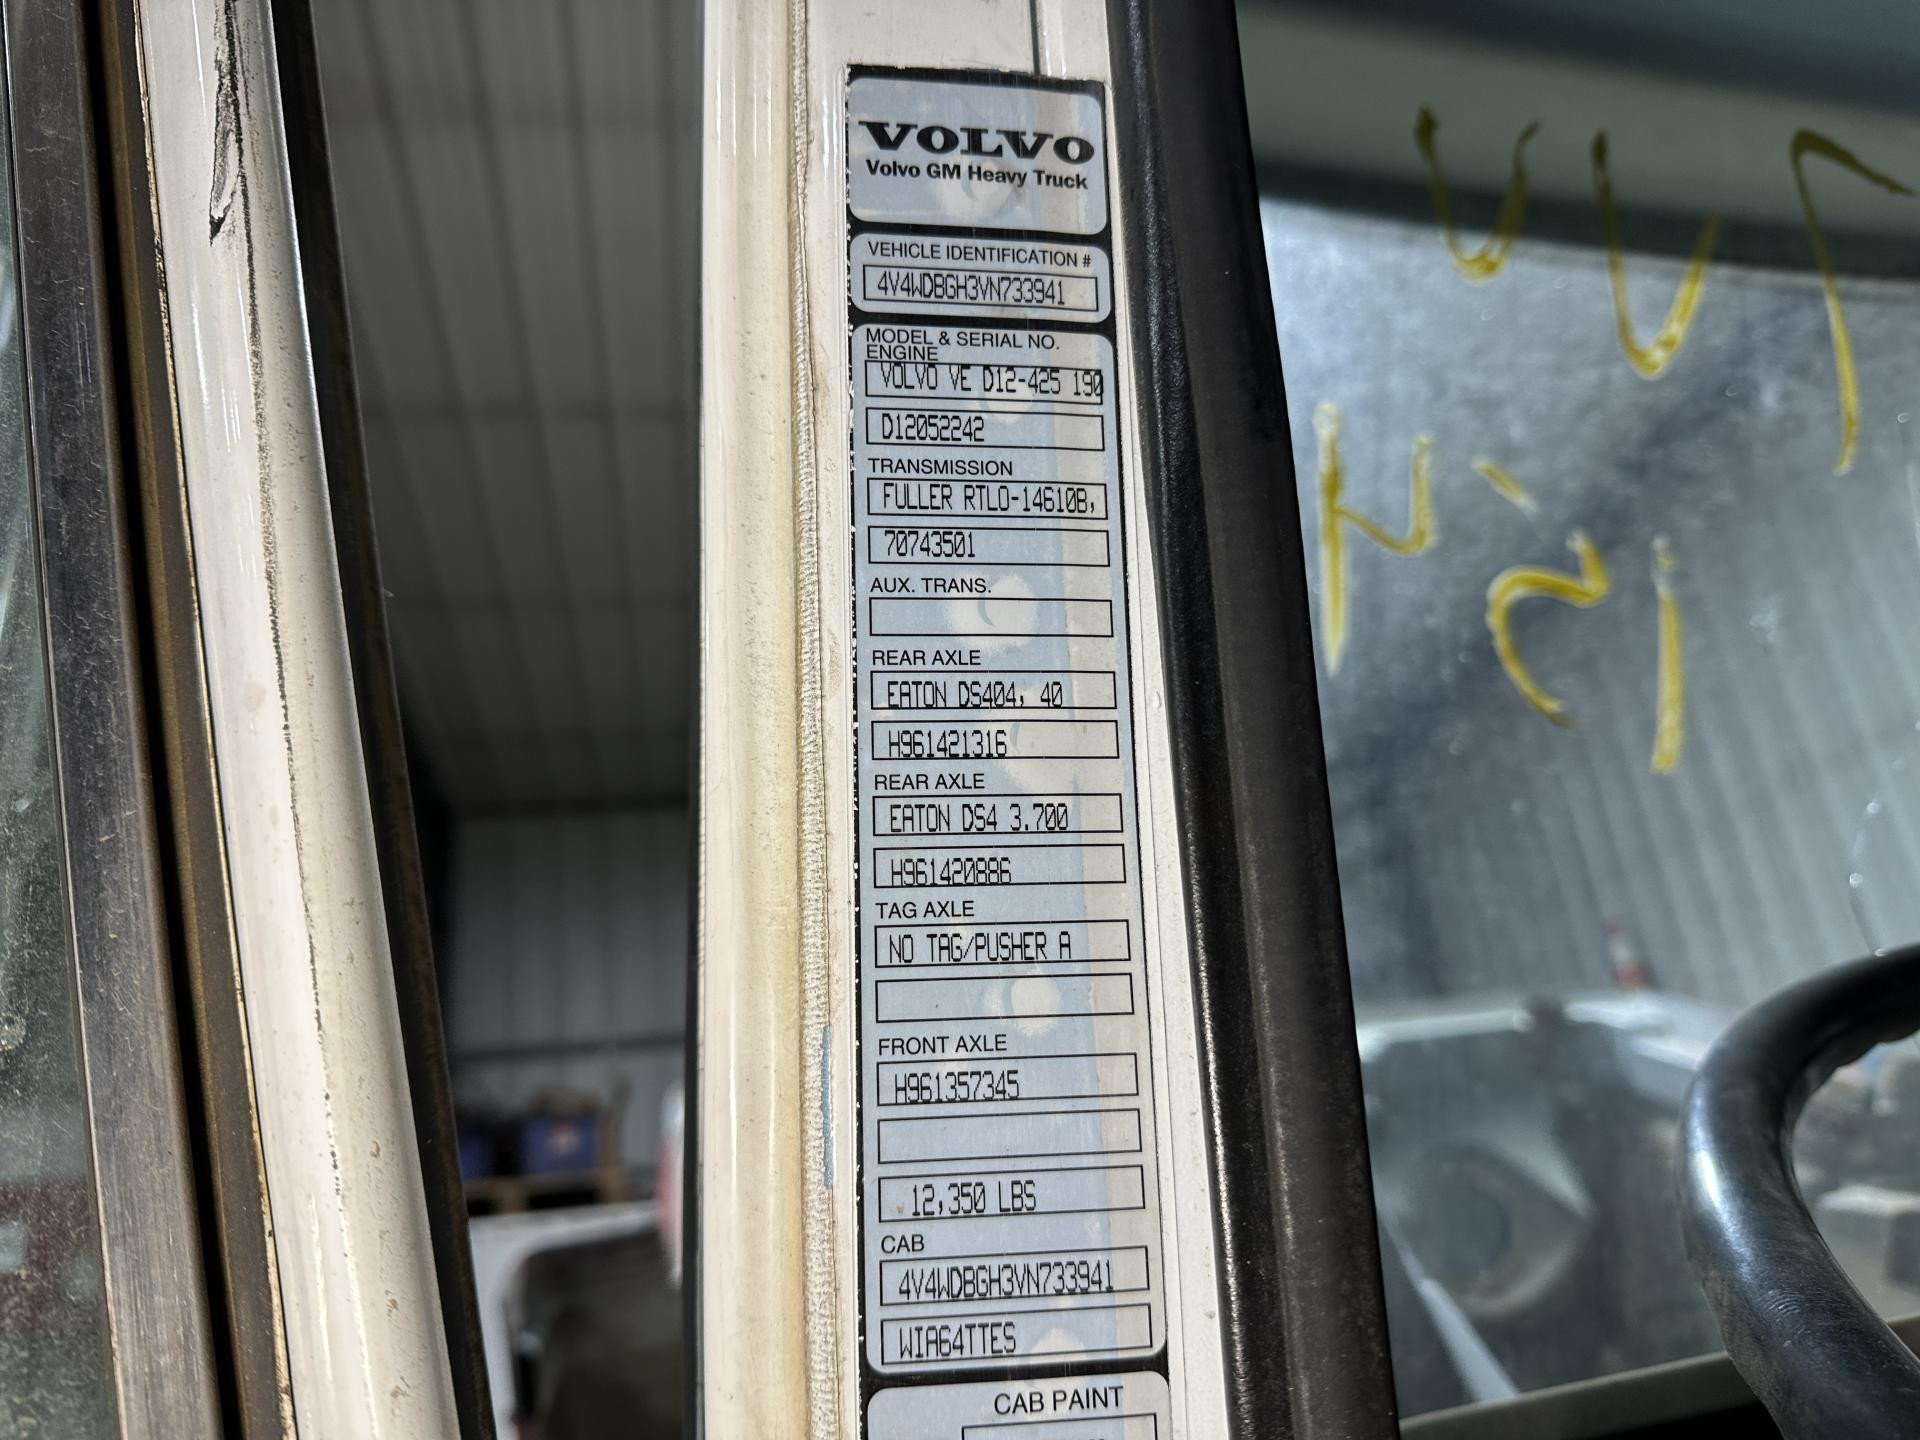 VOLVO
Volvo GM Heavy Truck
VEHICLE IDENTIFICATION #
4V4WDBGH3VN733941
MODEL & SERIAL NO.
ENGINE
VOLVO VE D12-425 190
D12052242
TRANSMISSION
FULLER RTLO-14610B,
70743501
AUX. TRANS.
REAR AXLE
EATON DS404, 40
H961421316
REAR AXLE
EATON DS4 3.700
H961420886
TAG AXLE
NO TAG/PUSHER A
FRONT AXLE
H961357345
12,350 LBS
CAB
4V4WDBGH3VN733941
WIA64TTES
CAB PAINT